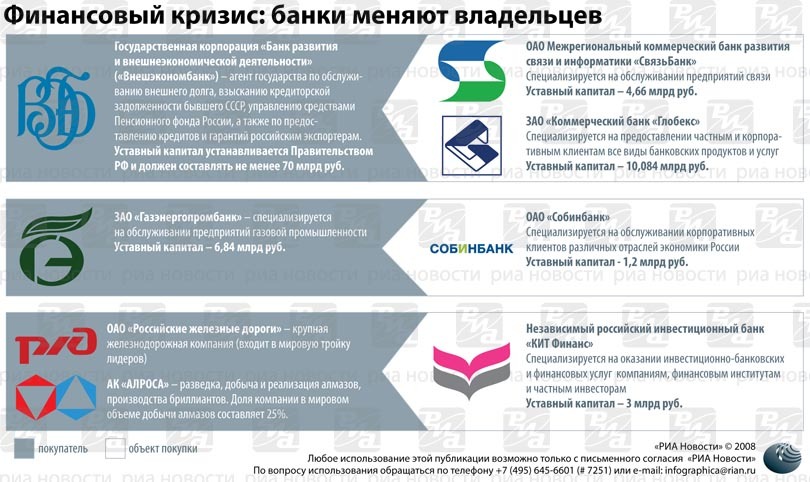 Финансовый кризис: банки меняют владельцев
Государственная корпорация «Банк развития
и внешнеэкономической деятельности»
(«Внешэкономбанк») – агент государства по обслужи-
ванию внешнего долга, взысканию кредиторской
задолженности бывшего СССР, управлению средствами
Пенсионного фонда России, а также по предос-
тавлению кредитов и гарантий российским экспортерам.
Уставный капитал устанавливается Правительством
РФ и должен составлять не менее 70 млрд руб.
ОАО Межрегиональный коммерческий банк развития
связи и информатики «СвязьБанк»
Специализируется на обслуживании предприятий связи
Уставный капитал – 4,66 млрд руб.
ЗАО «Коммерческий банк «Глобекс»
Специализируется на предоставлении частным и корпора-
тивным клиентам все виды банковских продуктов и услуг
Уставный капитал – 10,084 млрд руб.
ЗАО «Газэнергопромбанк» – специализируется
на обслуживании предприятий газовой промышленности
Уставный капитал – 6,84 млрд руб.
СОБИНБАНК
ОАО «Собинбанк»
Специализируется на обслуживании корпоративных
клиентов различных отраслей экономики России
Уставный капитал - 1,2 млрд руб.
ржд
ОАО «Российские железные дороги» – крупная
железнодорожная компания (входит в мировую тройку
лидеров)
АК «АЛРОСА» – разведка, добыча и реализация алмазов,
производства бриллиантов. Доля компании в мировом
объеме добычи алмазов составляет 25%.
Независимый российский инвестиционный банк
«КИТ Финанс»
Специализируется на оказании инвестиционно-банковских
и финансовых услуг компаниям, финансовым институтам
и частным инвесторам
Уставный капитал – 3 млрд руб.
покупатель
объект покупки
«РИА Новости» © 2008
Любое использование этой публикации возможно только с письменного согласия «РИА Новости»
По вопросу использования обращаться по телефону +7 (495) 645-6601 (# 7251) или e-mail: infographica@rian.ru